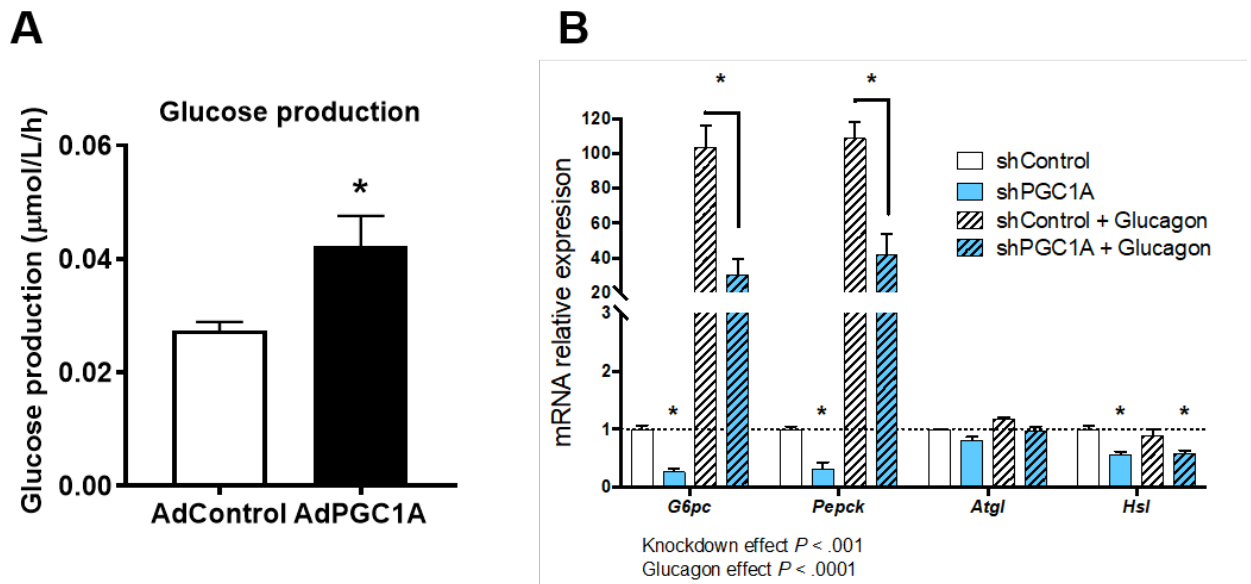 A
Glucose production
Glucose production (μmol/L/h)
0.06
0.04
0.02
0.00
*
AdControl AdPGC1A
B
mRNA relative expresison
120
100
80
60
40
20
3
2
1
0
* *
* * * *
shControl
shPGC1A
shControl + Glucagon
shPGC1A + Glucagon
G6pc Pepck Atgl Hsl
Knockdown effect P < .001
Glucagon effect P < .0001